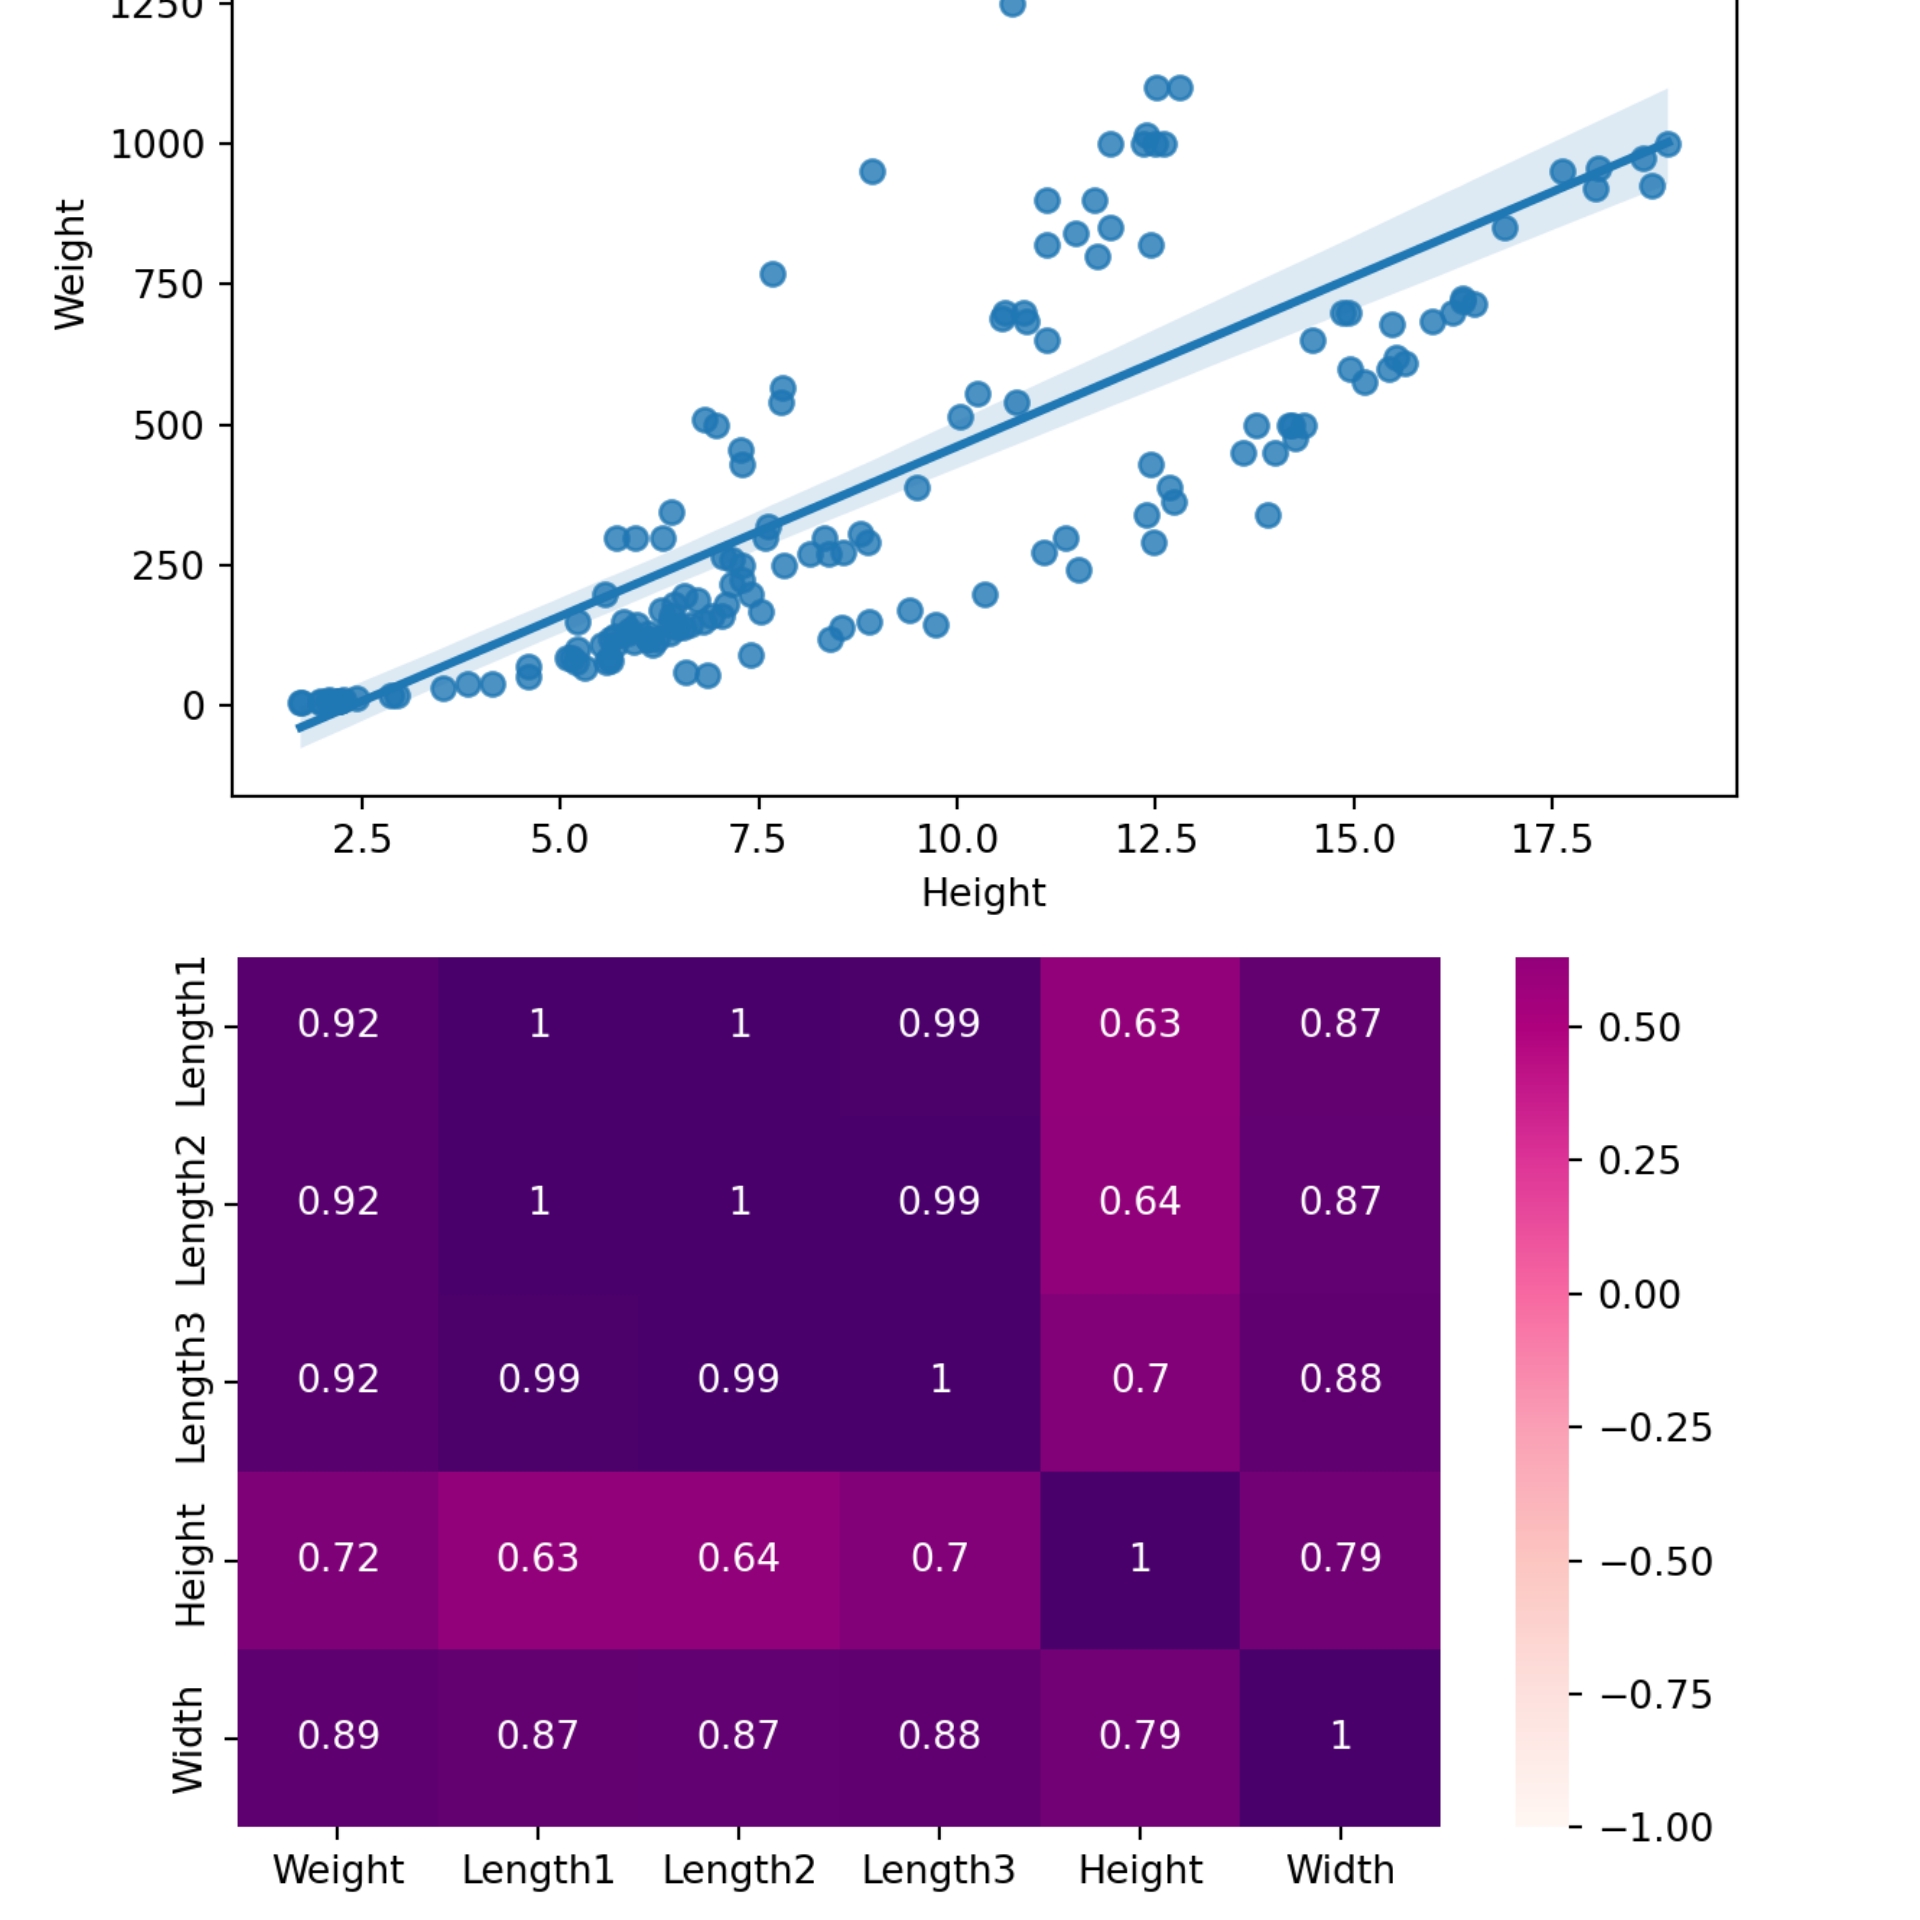 1250
1000
750
500
250
0
Weight
2.5 5.0 7.5 10.0 12.5 15.0 17.5
Height
Length1 0.92 1 1 0.99 0.63 0.87
Length2 0.92 1 1 0.99 0.64 0.87
Length3 0.92 0.99 0.99 1 0.7 0.88
Height 0.72 0.63 0.64 0.7 1 0.79
Width 0.89 0.87 0.87 0.88 0.79 1
Weight Length1 Length2 Length3 Height Width
0.50
0.25
0.00
−0.25
−0.50
−0.75
−1.00